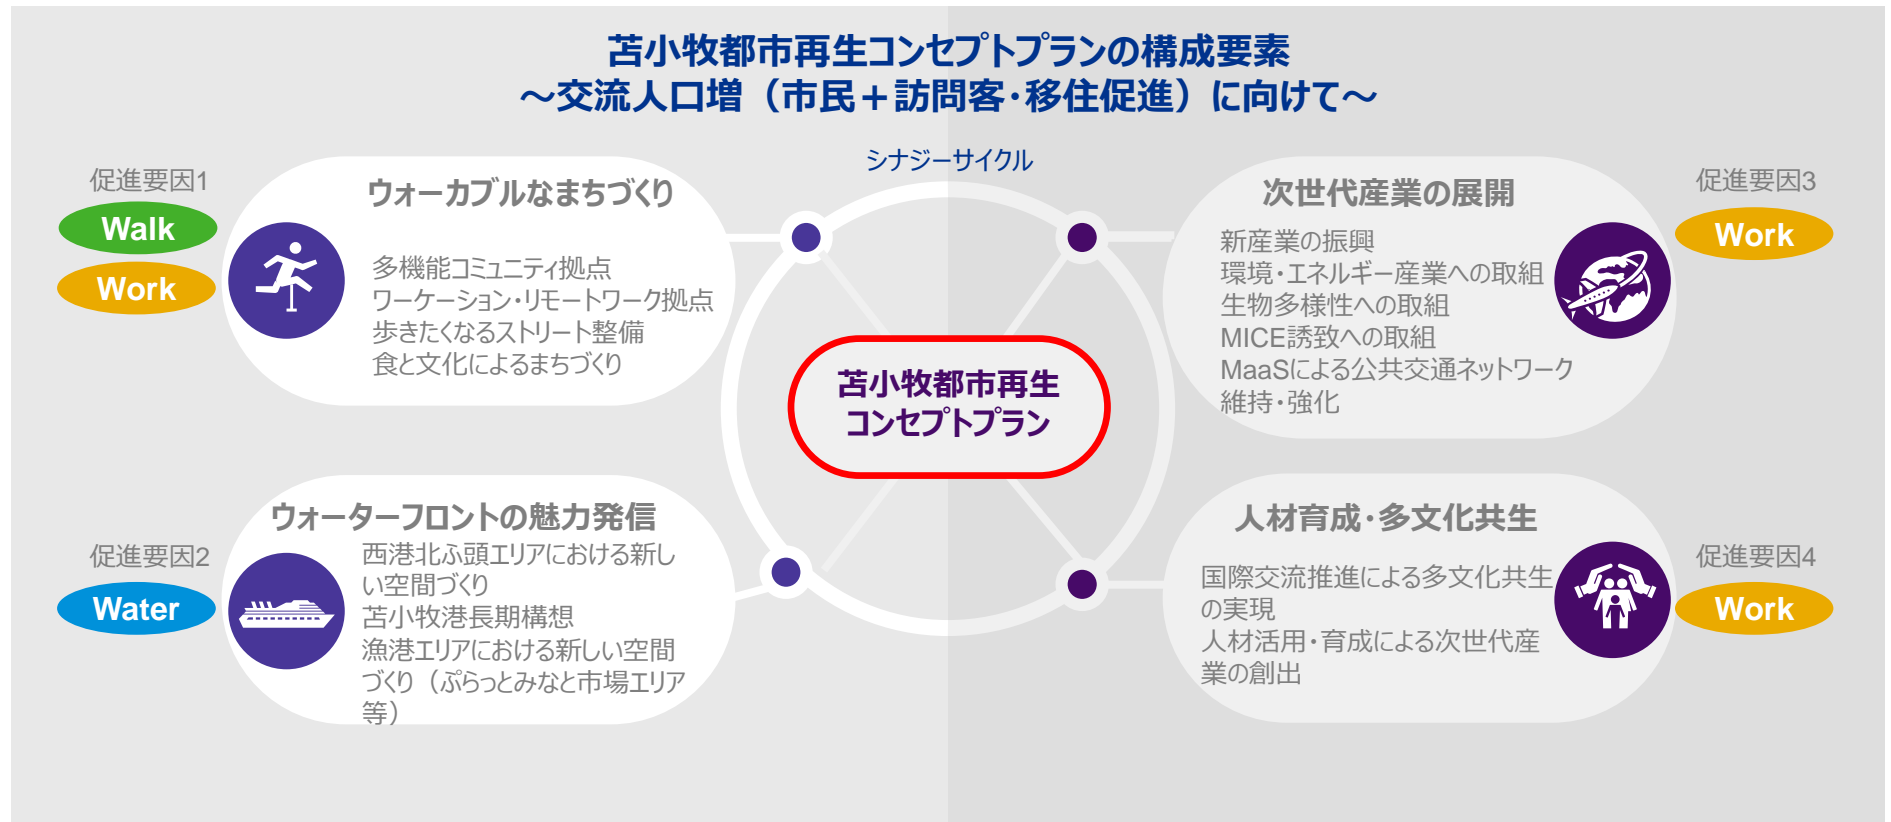 苫小牧都市再生コンセプトプランの構成要素
～交流人口増（市民＋訪問客・移住促進）に向けて～
シナジーサイクル
促進要因1
Walk
Work
ウォーカブルなまちづくり
多機能コミュニティ拠点
ワーケーション・リモートワーク拠点
歩きたくなるストリート整備
食と文化によるまちづくり
促進要因2
Water
ウォーターフロントの魅力発信
西港北ふ頭エリアにおける新し
い空間づくり
苫小牧港長期構想
漁港エリアにおける新しい空間
づくり（ぷらっとみなと市場エリア
等）
苫小牧都市再生
コンセプトプラン
次世代産業の展開
新産業の振興
環境・エネルギー産業への取組
生物多様性への取組
MICE誘致への取組
MaaSによる公共交通ネットワーク
維持・強化
促進要因3
Work
人材育成・多文化共生
国際交流推進による多文化共生
の実現
人材活用・育成による次世代産
業の創出
促進要因4
Work